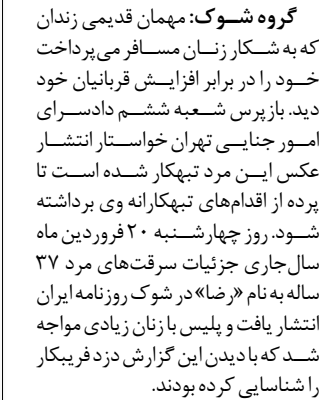 گروه شوک: مهمان قدیمی زندان
که به شکار زنان مسافر می‌پرداخت
خود را در برابر افزایش قربانیان خود
دید. بازپرس شعبه ششم دادسرای
امور جنایی تهران خواستار انتشار
عکس این مرد تبهکار شده است تا
پرده از اقدام‌های تبهکارانه وی برداشته
شود. روز چهارشنبه ۲۰ فروردین ماه
سال‌جاری جزئیات سرقت‌های مرد ۳۷
ساله به نام «رضا» در شوک روزنامه ایران
انتشار یافت و پلیس با زنان زیادی مواجه
شد که با دیدن این گزارش دزد فریبکار
را شناسایی کرده بودند.